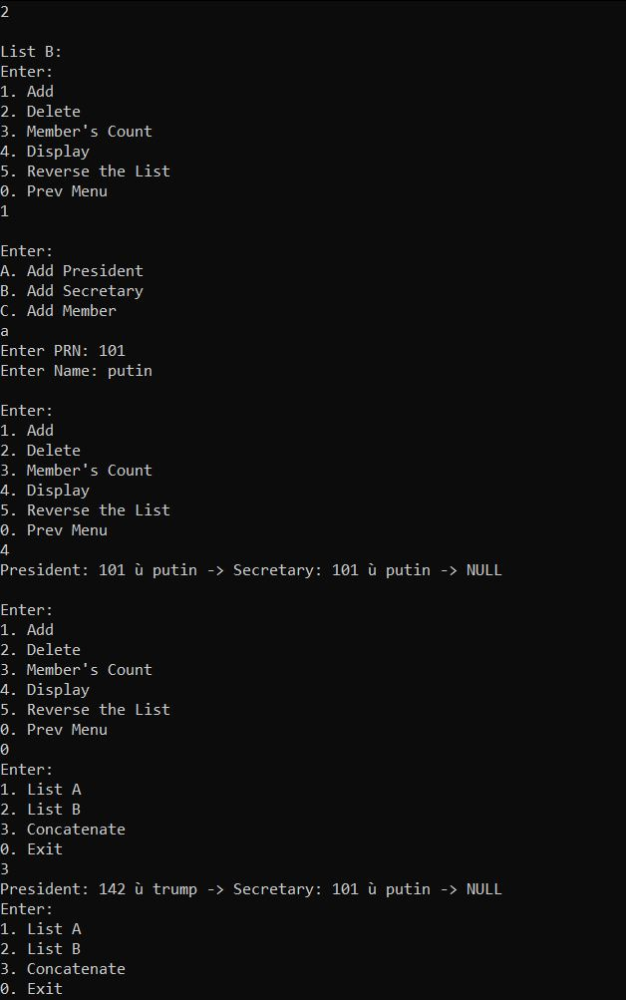 2
List B:
Enter:
1. Add
2. Delete
3. Member's Count
4. Display
5. Reverse the List
0. Prev Menu
1
Enter:
A. Add President
B. Add Secretary
C. Add Member
a
Enter PRN: 101
Enter Name: putin
Enter:
1. Add
2. Delete
3. Member's Count
4. Display
5. Reverse the List
0. Prev Menu
4
President: 101 ù putin -> Secretary: 101 ù putin -> NULL
Enter:
1. Add
2. Delete
3. Member's Count
4. Display
5. Reverse the List
0. Prev Menu
0
Enter:
1. List A
2. List B
3. Concatenate
0. Exit
3
President: 142 ù trump -> Secretary: 101 ù putin -> NULL
Enter:
1. List A
2. List B
3. Concatenate
0. Exit